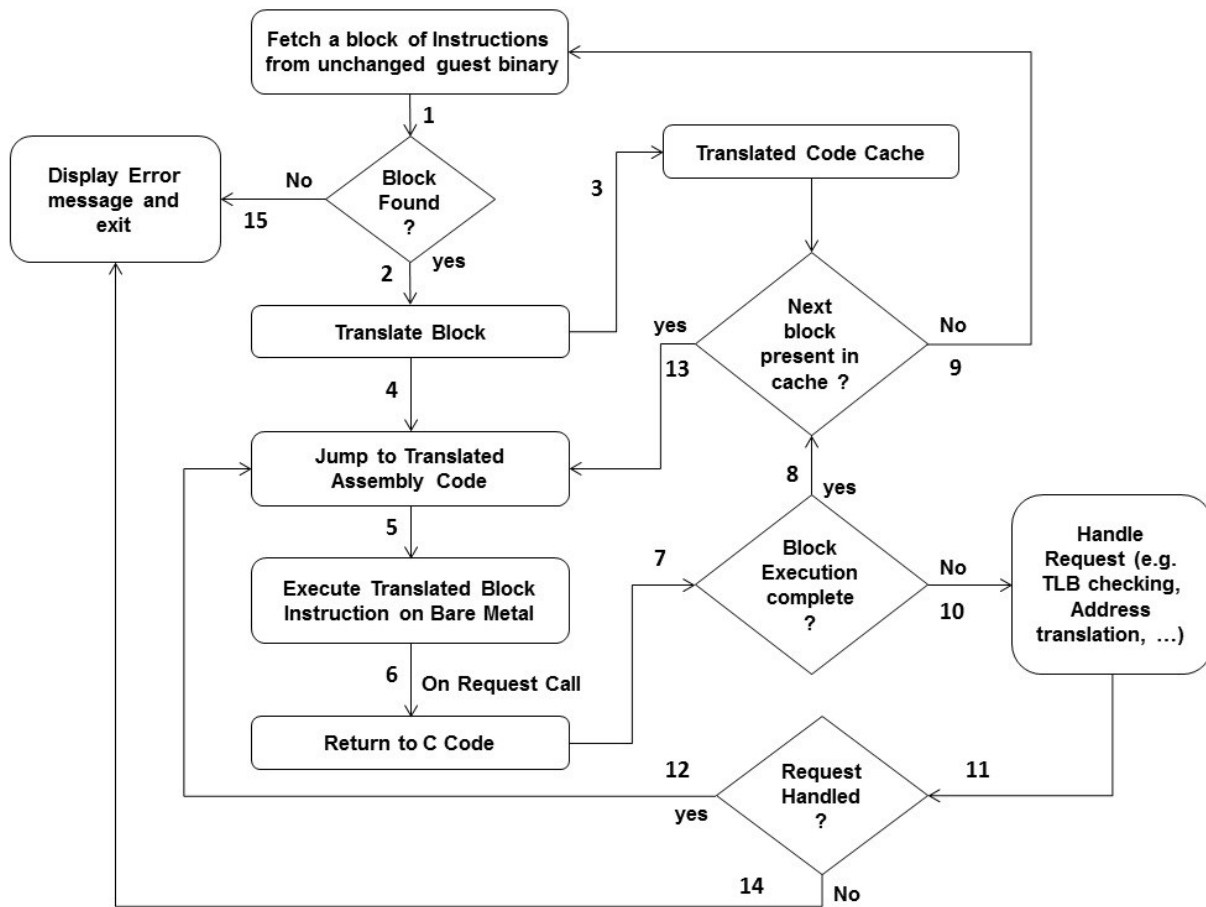 Fetch a block of Instructions
from unchanged guest binary
1
Display Error
message and
exit
No
15
Block
Found
?
yes
2
3
Translated Code Cache
Translate Block
4
yes
13
Next
block
present in
cache ?
No
9
Jump to Translated
Assembly Code
5
8
yes
Execute Translated Block
Instruction on Bare Metal
7
Block
Execution
complete
?
No
10
Handle
Request (e.g.
TLB checking,
Address
translation, …)
6
On Request Call
Return to C Code
12
yes
Request
Handled
?
11
14
No